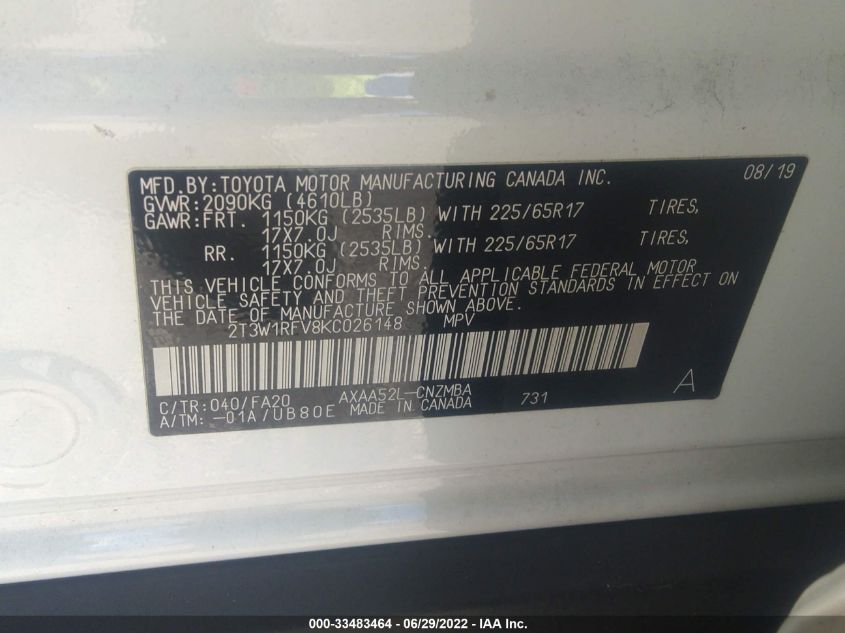 MFD.BY:TOYOTA MOTOR MANUFACTURING CANADA INC. 08/19
GVWR:2090KG (4610LB)
GAWR:FRT. 1150KG (2535LB) WITH 225/65R17 TIRES,
17X7.0J RIMS.
RR. 1150KG (2535LB) WITH 225/65R17 TIRES,
17X7.0J RIMS.
THIS VEHICLE CONFORMS TO ALL APPLICABLE FEDERAL MOTOR
VEHICLE SAFETY AND THEFT PREVENTION STANDARDS IN EFFECT ON
THE DATE OF MANUFACTURE SHOWN ABOVE.
2T3W1RFV8KC026148 MPV
C/TR:040/FA20 AXAA52L-CNZMBA 731 A
A/TM:-01A/UB80E MADE IN CANADA
000-33483464 - 06/29/2022 - IAA Inc.